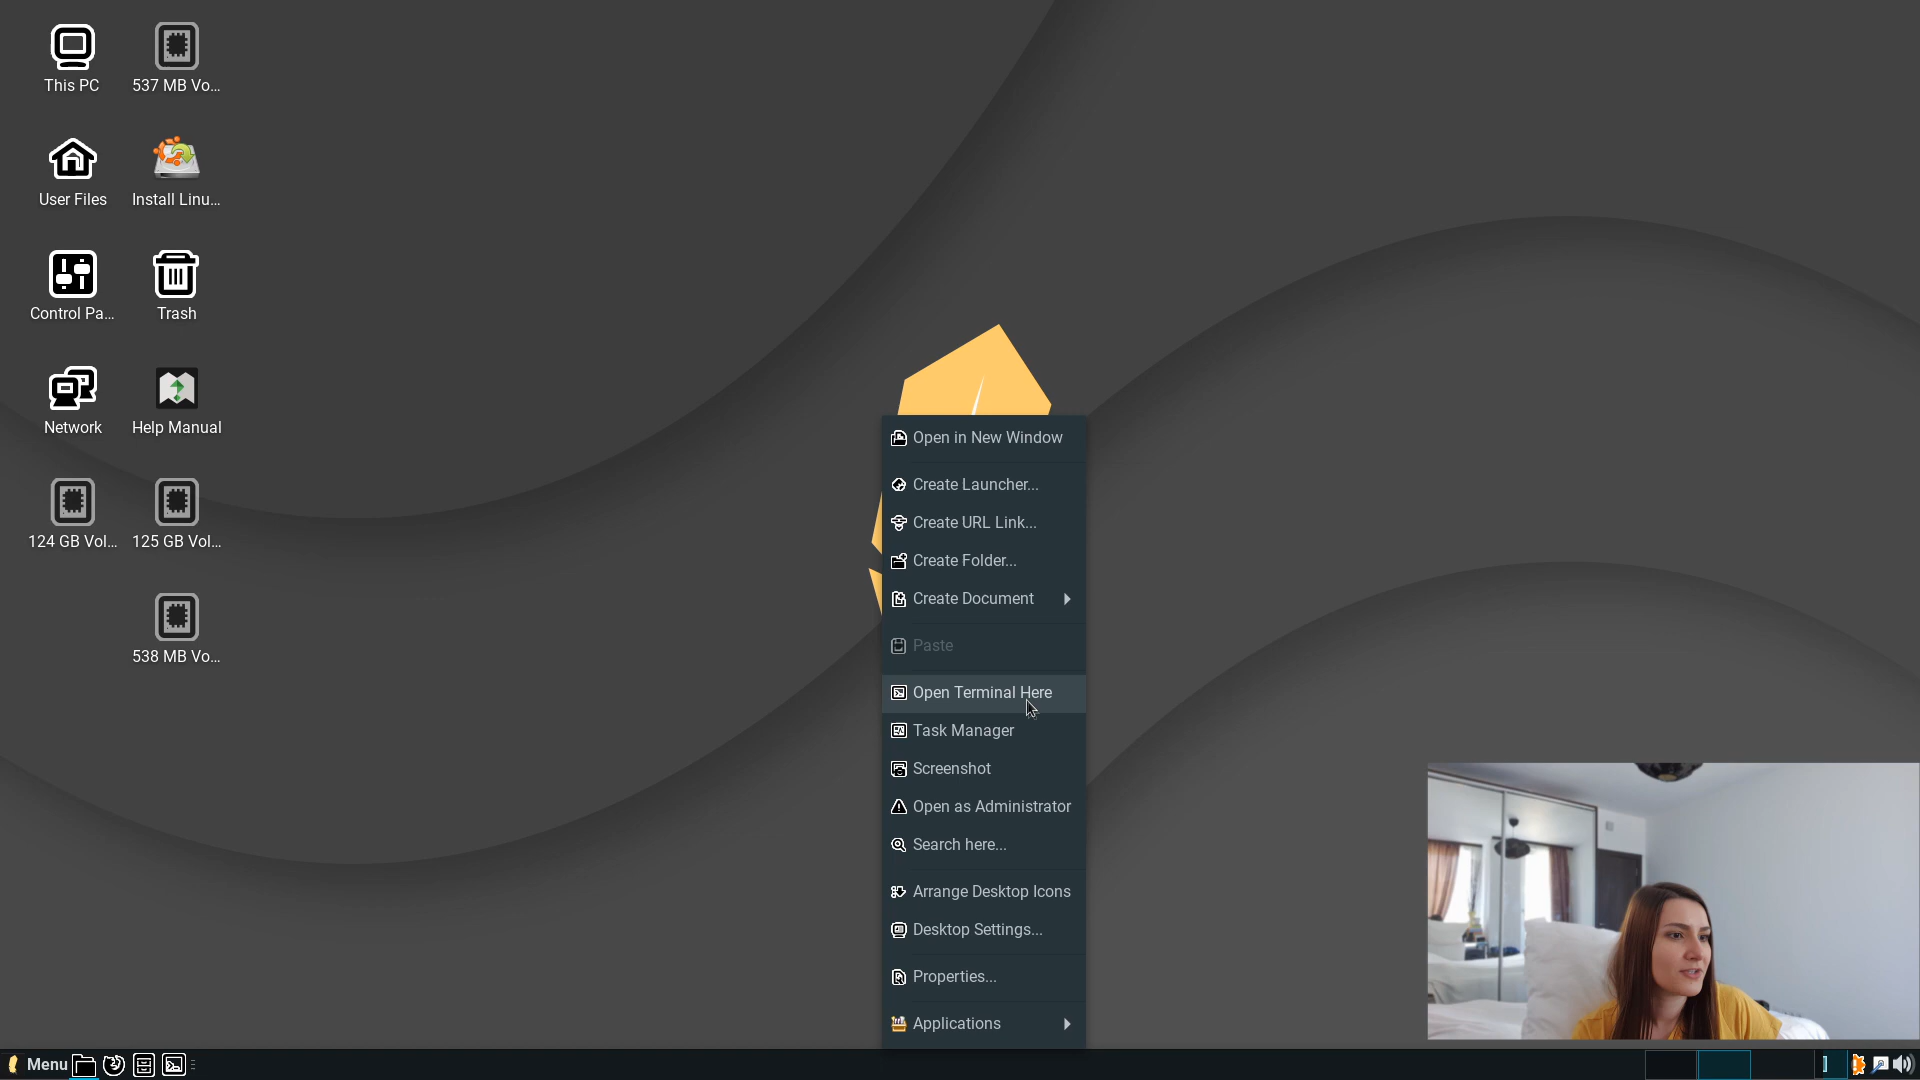 This PC
537 MB Vo...
User Files
Install Linu...
Control Pa...
Trash
Network
Help Manual
124 GB Vol...
125 GB Vol...
538 MB Vo...
Open in New Window
Create Launcher...
Create URL Link...
Create Folder...
Create Document
Paste
Open Terminal Here
Task Manager
Screenshot
Open as Administrator
Search here...
Arrange Desktop Icons
Desktop Settings...
Properties...
Applications
Menu